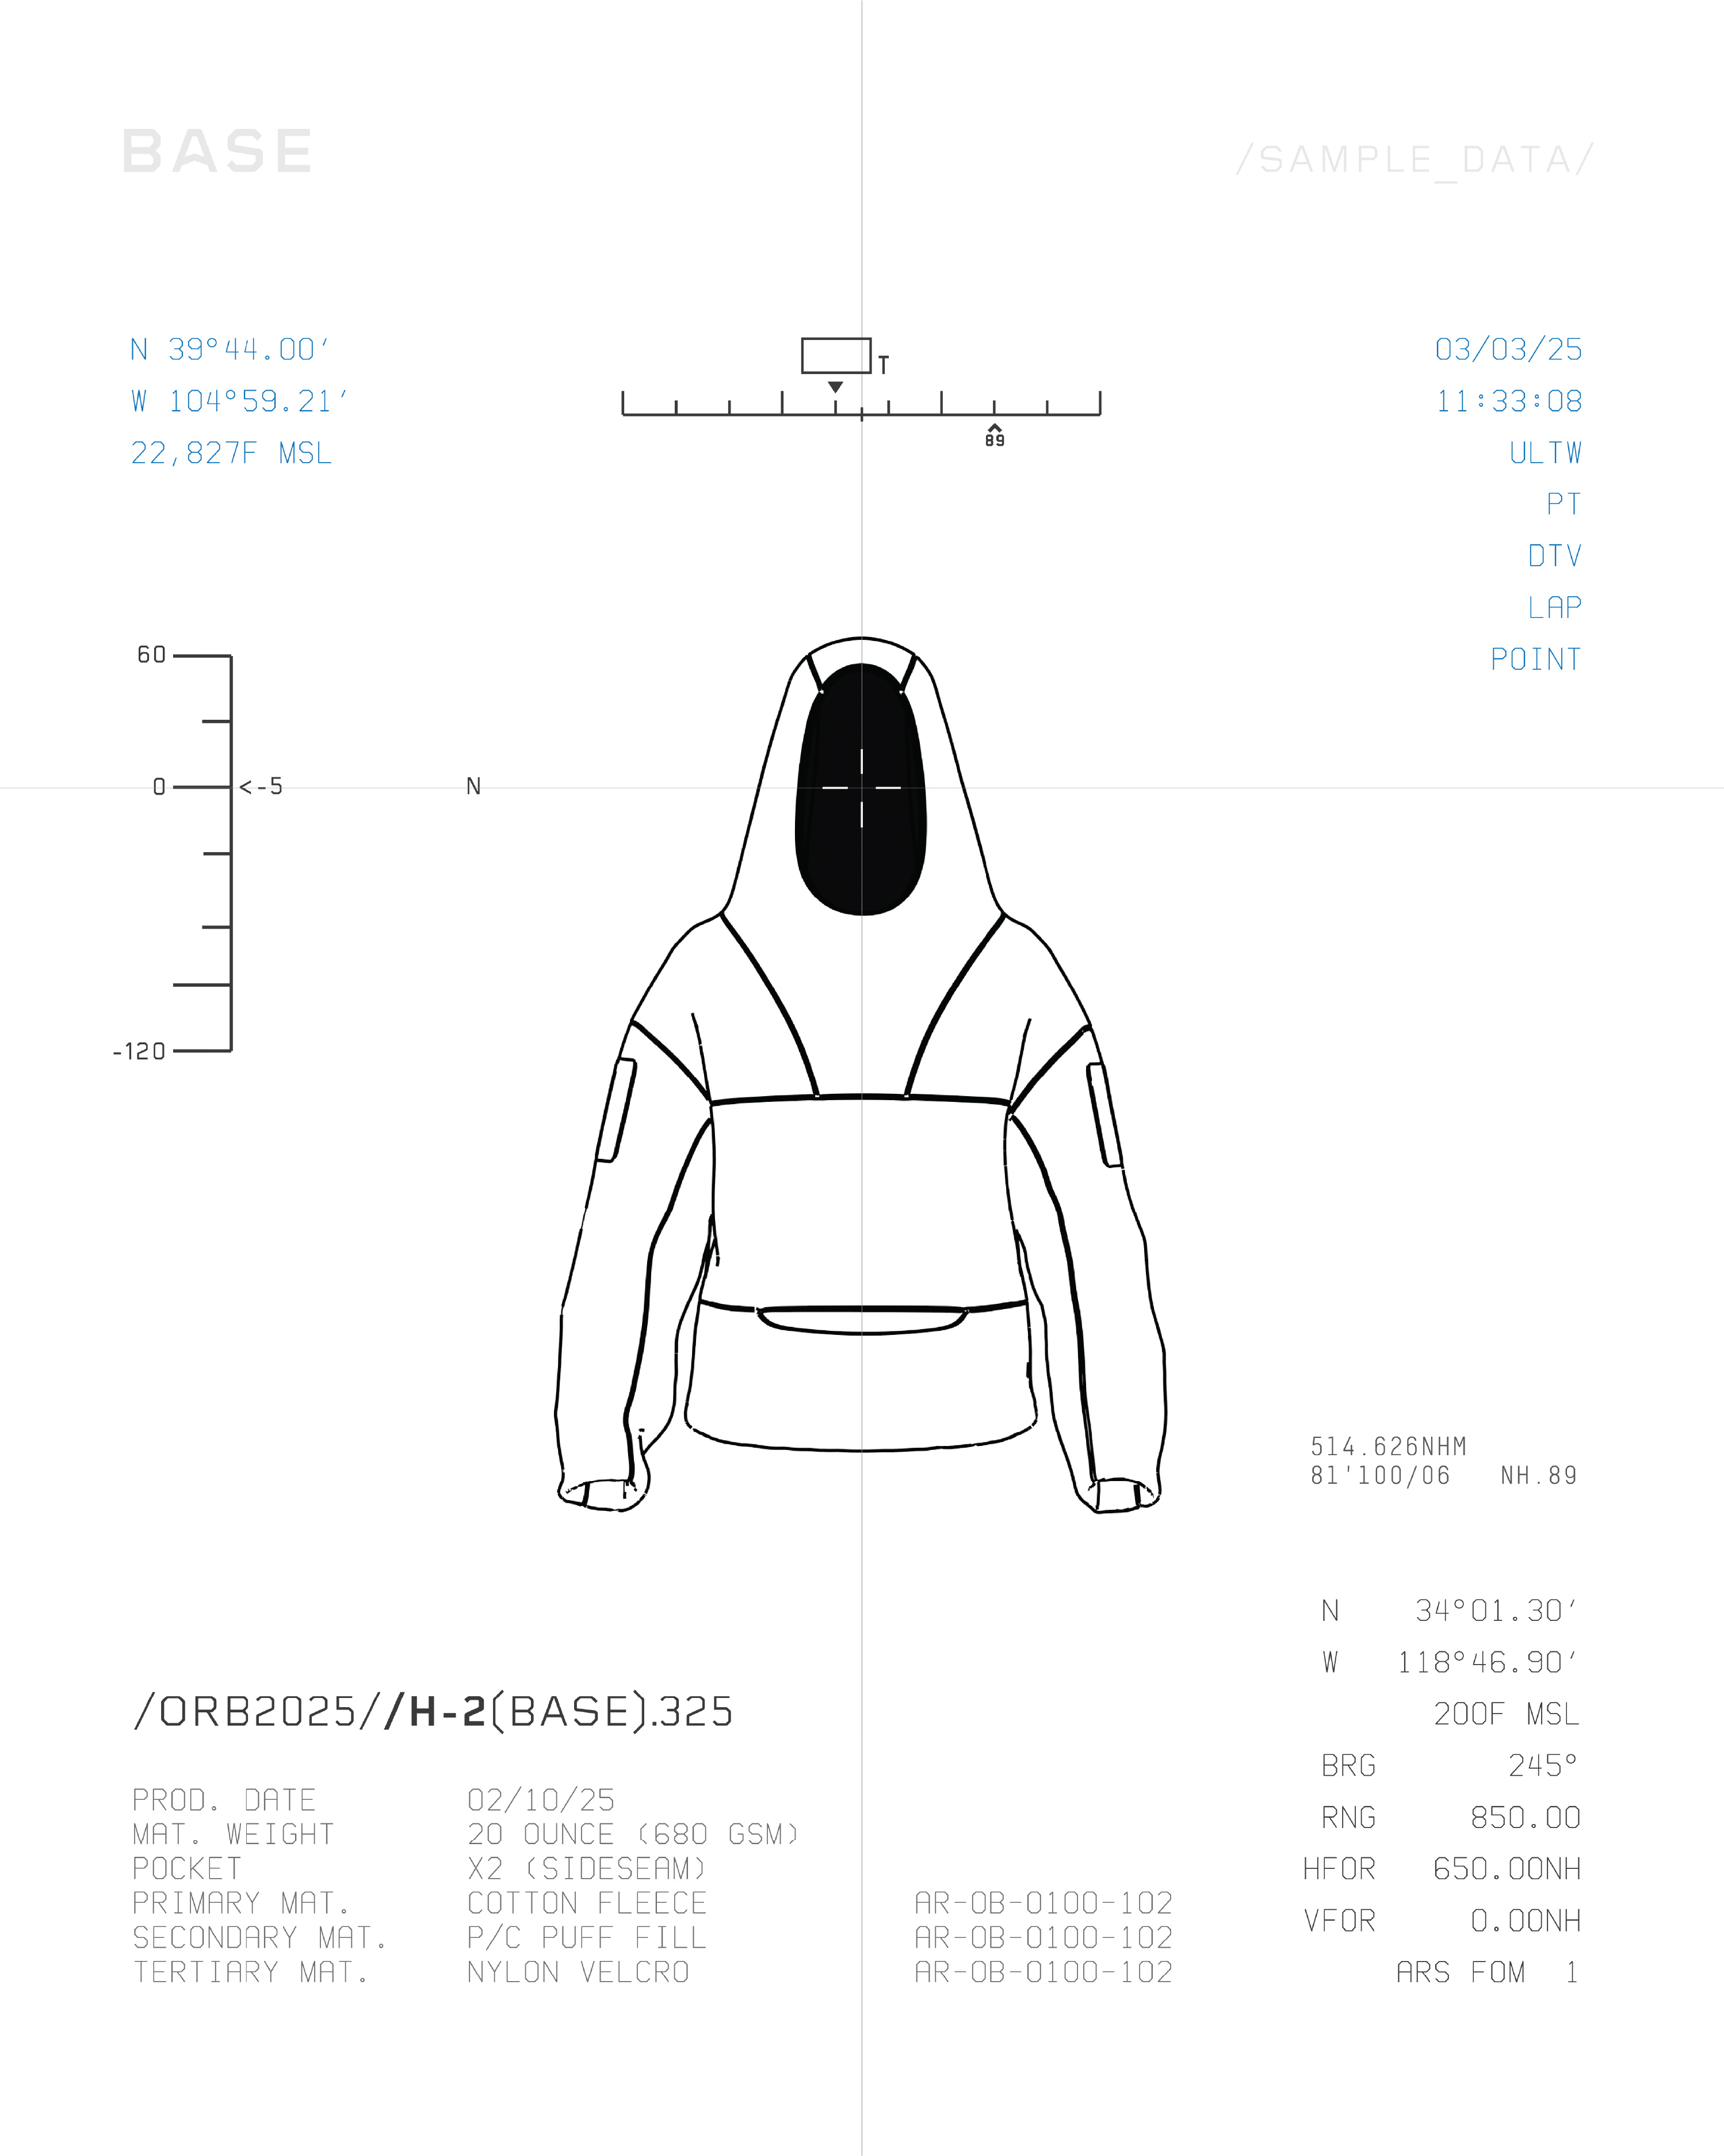 BASE
/SAMPLE_DATA/
N 39°44.00′
W 104°59.21′
22,827F MSL
T
89
03/03/25
11:33:08
ULTW
PT
DTV
LAP
POINT
60
0
<-5
N
-120
514.626NHM
81'100/06 NH.89
N 34°01.30′
W 118°46.90′
200F MSL
BRG 245°
RNG 850.00
HFOR 650.00NH
VFOR 0.00NH
ARS FOM 1
/ORB2025//H-2(BASE).325
PROD. DATE 02/10/25
MAT. WEIGHT 20 OUNCE (680 GSM)
POCKET X2 (SIDESEAM)
PRIMARY MAT. COTTON FLEECE AR-OB-0100-102
SECONDARY MAT. P/C PUFF FILL AR-OB-0100-102
TERTIARY MAT. NYLON VELCRO AR-OB-0100-102